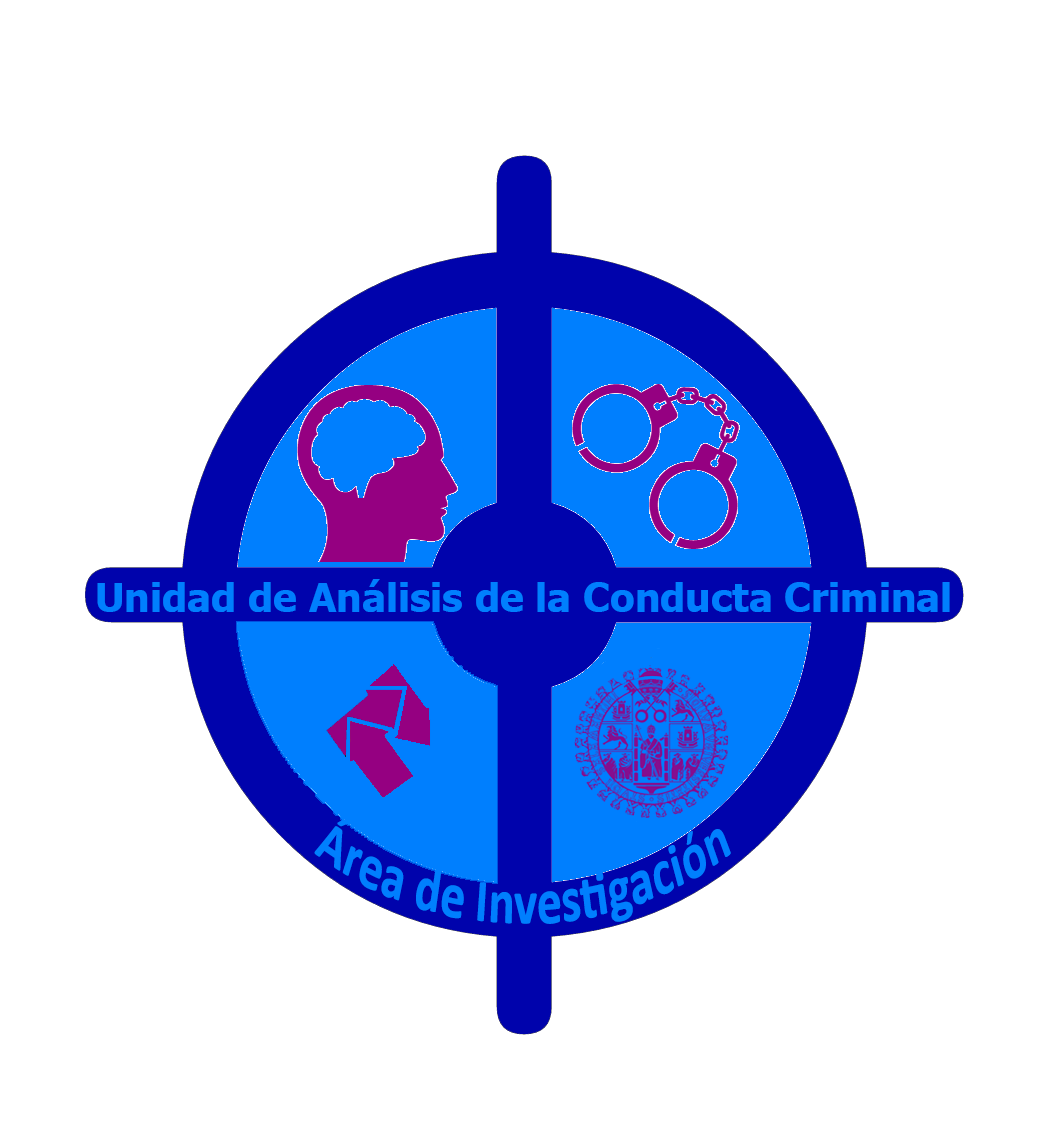 Unidad de Análisis de la Conducta Criminal
Área de Investigación